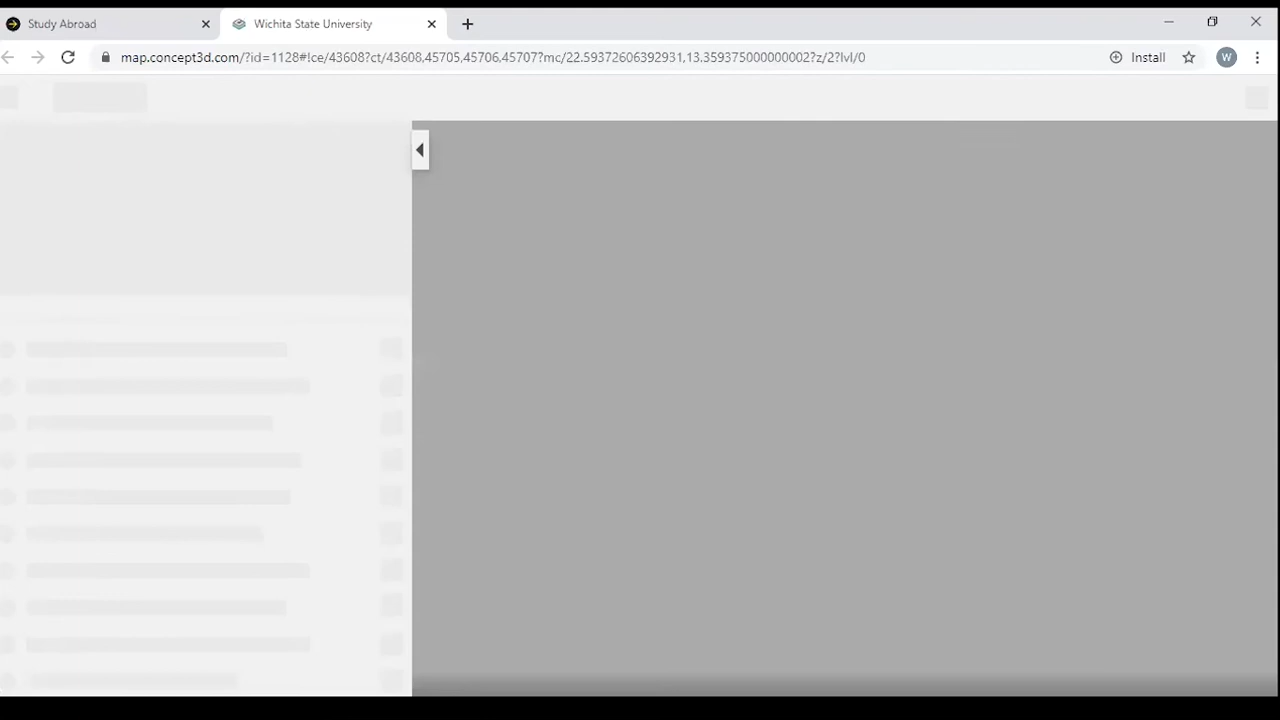 Study Abroad
Wichita State University
map.concept3d.com/?id=1128#!ce/43608?ct/43608,45705,45706,45707?mc/22.59372606392931,13.359375000000002?z/2?lvl/0
Install
W